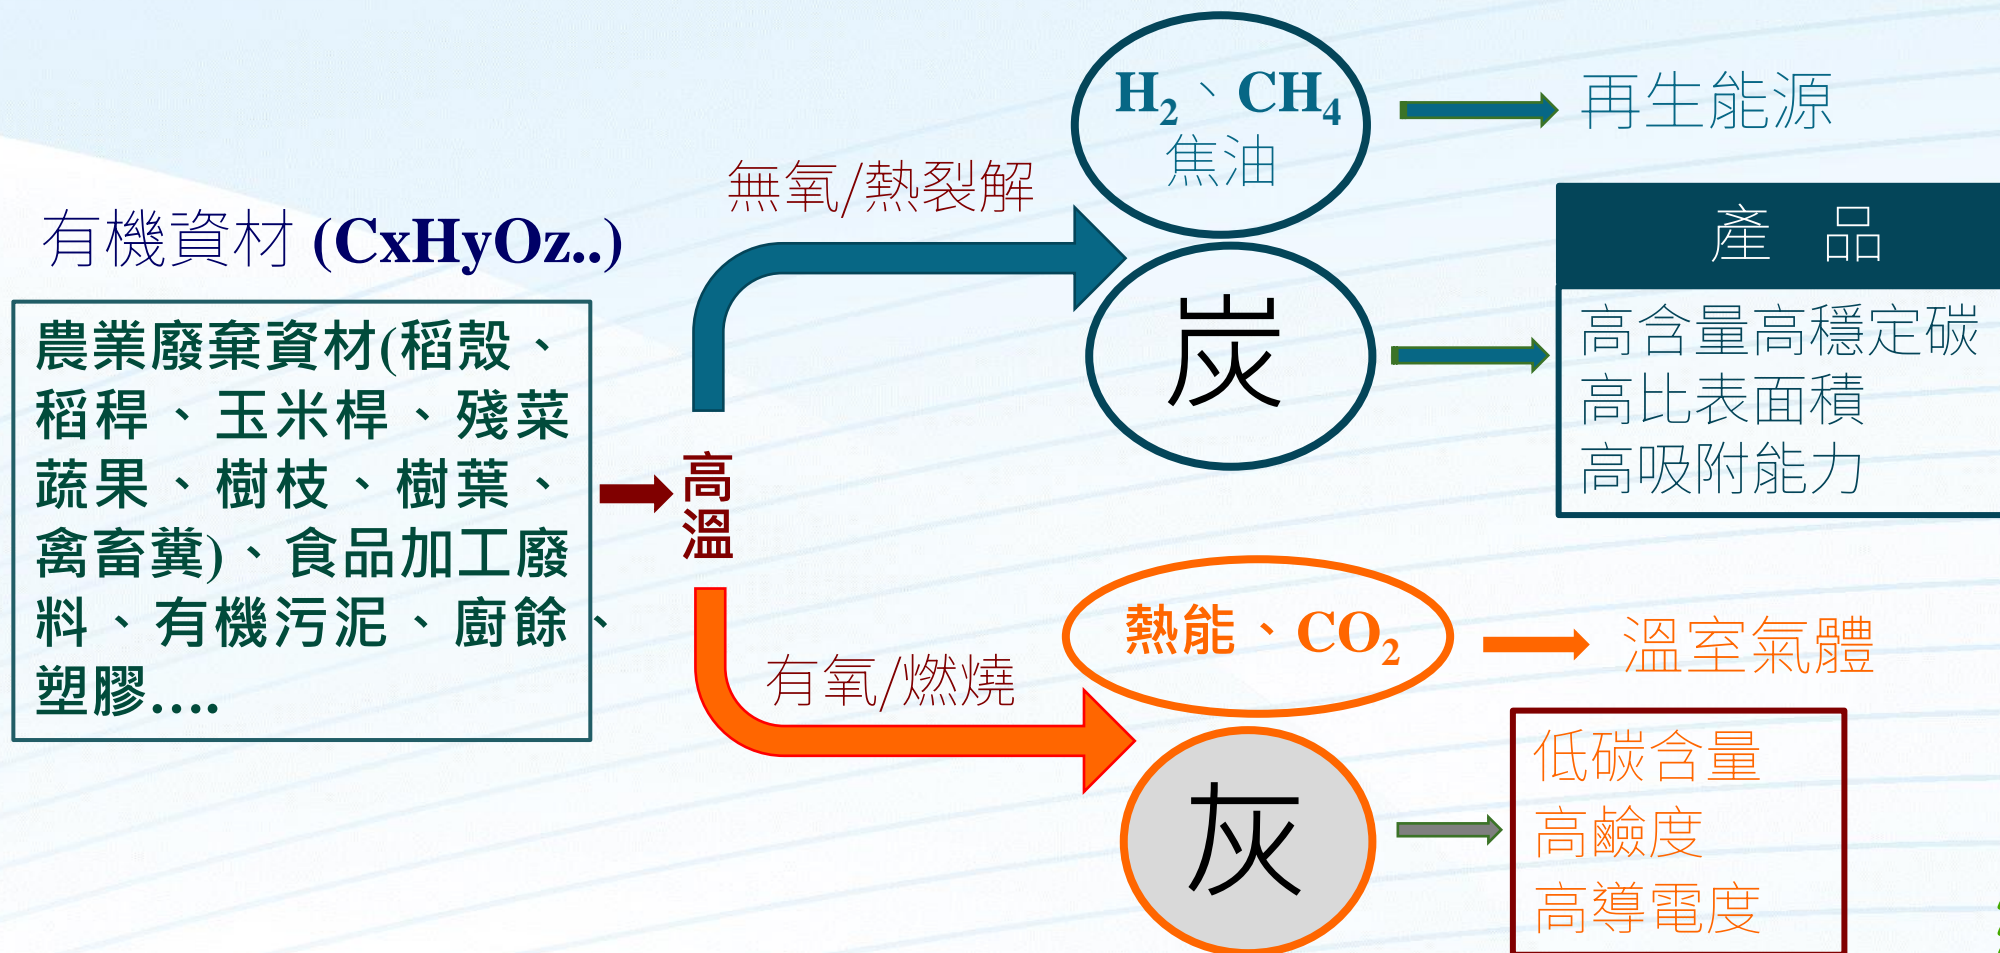 有機資材 (CxHyOz..)
農業廢棄資材(稻殼、
稻稈、玉米桿、殘菜
蔬果、樹枝、樹葉、
禽畜糞)、食品加工廢
料、有機污泥、廚餘、
塑膠....
高
溫
無氧/熱裂解
H₂、CH₄
焦油
再生能源
炭
產 品
高含量高穩定碳
高比表面積
高吸附能力
有氧/燃燒
熱能、CO₂
溫室氣體
灰
低碳含量
高鹼度
高導電度